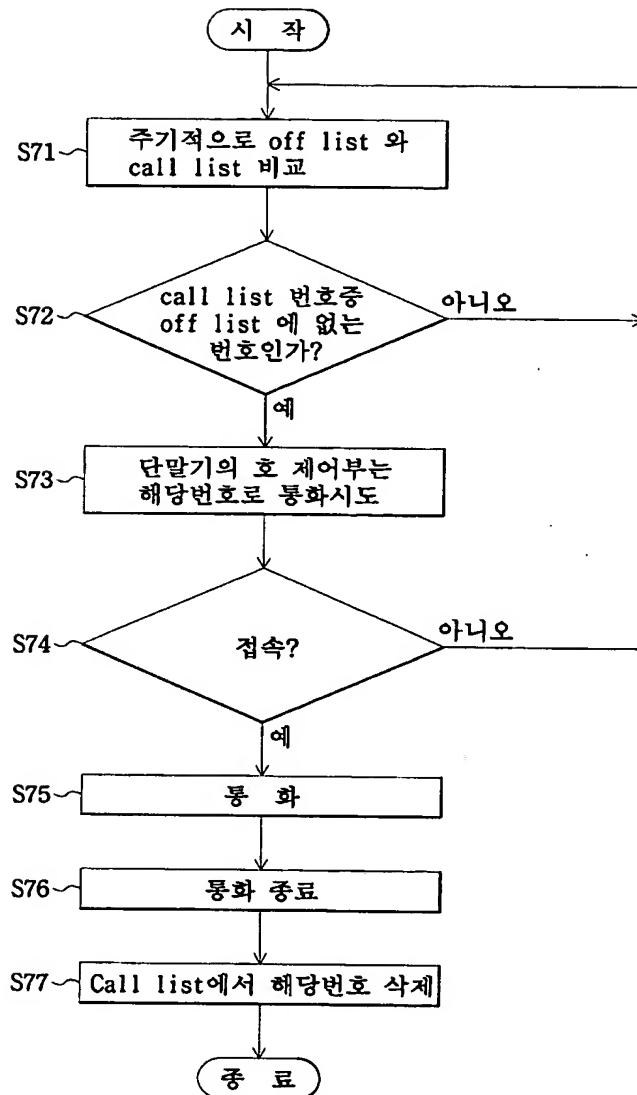 시 작
S71
주기적으로 off list 와
call list 비교
S72
call list 번호중
off list 에 없는
번호인가?
아니오
예
S73
단말기의 호 제어부는
해당번호로 통화시도
S74
접속?
아니오
예
S75
통 화
S76
통화 종료
S77
Call list에서 해당번호 삭제
종 료